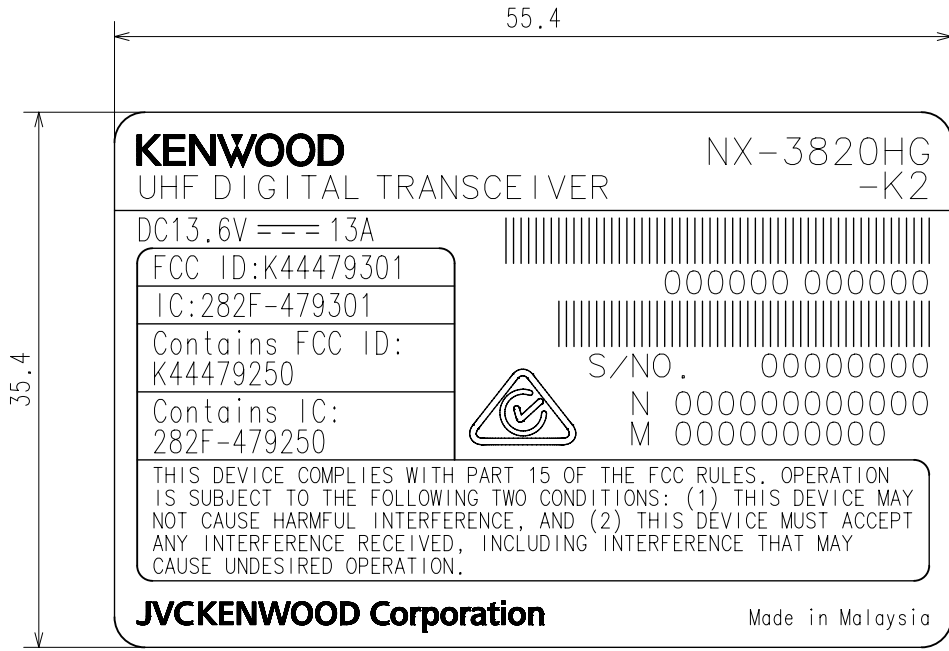 55.4
35.4
KENWOOD
NX-3820HG
-K2
UHF DIGITAL TRANSCEIVER
DC13.6V 13A
FCC ID:K44479301
IC:282F-479301
Contains FCC ID:
K44479250
Contains IC:
282F-479250
000000 000000
S/NO. 00000000
N 000000000000
M 0000000000
THIS DEVICE COMPLIES WITH PART 15 OF THE FCC RULES. OPERATION
IS SUBJECT TO THE FOLLOWING TWO CONDITIONS: (1) THIS DEVICE MAY
NOT CAUSE HARMFUL INTERFERENCE, AND (2) THIS DEVICE MUST ACCEPT
ANY INTERFERENCE RECEIVED, INCLUDING INTERFERENCE THAT MAY
CAUSE UNDESIRED OPERATION.
JVCKENWOOD Corporation
Made in Malaysia